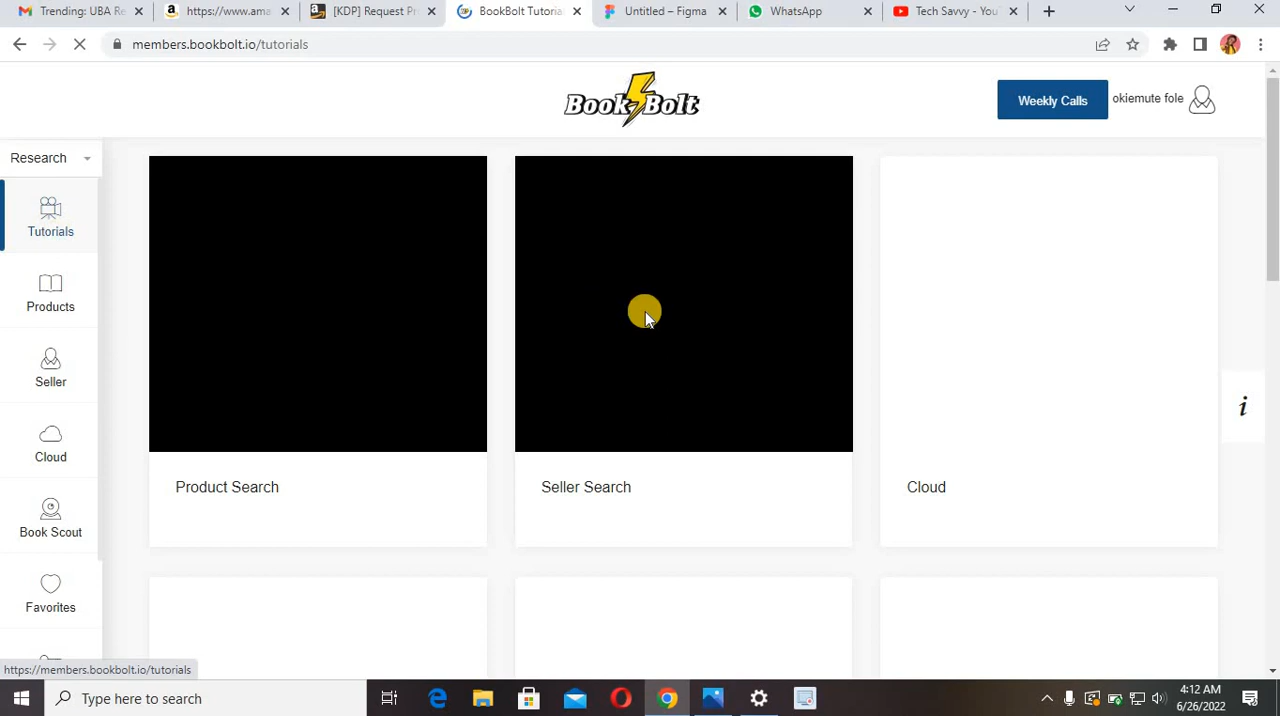 Trending: UBA Re
https://www.ama
[KDP] Request Pr
BookBolt Tutoria
Untitled – Figma
WhatsApp
Tech Savvy - You
members.bookbolt.io/tutorials
Book Bolt
Weekly Calls
okiemute fole
Research
Tutorials
Products
Seller
Cloud
Book Scout
Favorites
Product Search
Seller Search
Cloud
i
https://members.bookbolt.io/tutorials
Type here to search
4:12 AM
6/26/2022